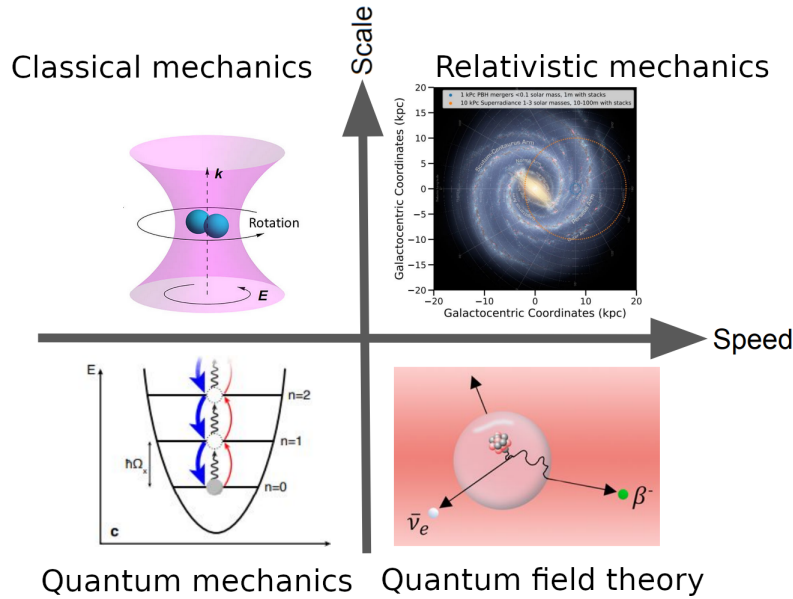 Scale
Classical mechanics
Relativistic mechanics
k
Rotation
E
1 kPc PBH mergers <0.1 solar mass, 1m with stacks
10 kPc Superradiance 1-3 solar masses, 10-100m with stacks
Galactocentric Coordinates (kpc)
20
15
10
5
0
−5
−10
−15
−20
−20
−10
0
10
20
Galactocentric Coordinates (kpc)
Speed
E
n=2
n=1
n=0
ℏΩx
c
ν̄e
β-
Quantum mechanics
Quantum field theory